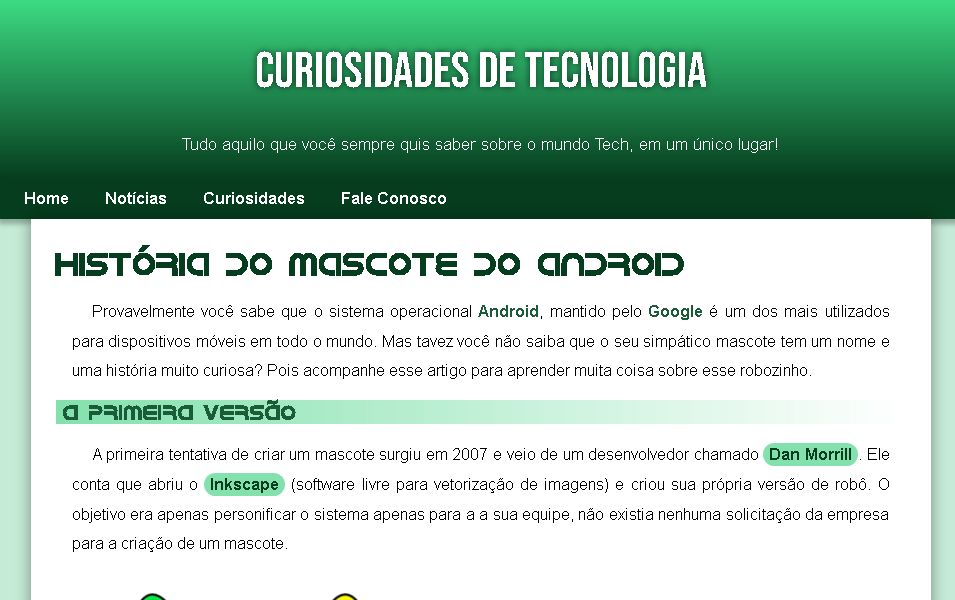 CURIOSIDADES DE TECNOLOGIA
Tudo aquilo que você sempre quis saber sobre o mundo Tech, em um único lugar!
Home Notícias Curiosidades Fale Conosco
HISTÓRIA DO MASCOTE DO ANDROID
Provavelmente você sabe que o sistema operacional Android, mantido pelo Google é um dos mais utilizados
para dispositivos móveis em todo o mundo. Mas tavez você não saiba que o seu simpático mascote tem um nome e
uma história muito curiosa? Pois acompanhe esse artigo para aprender muita coisa sobre esse robozinho.
A PRIMEIRA VERSÃO
A primeira tentativa de criar um mascote surgiu em 2007 e veio de um desenvolvedor chamado Dan Morrill. Ele
conta que abriu o Inkscape (software livre para vetorização de imagens) e criou sua própria versão de robô. O
objetivo era apenas personificar o sistema apenas para a a sua equipe, não existia nenhuma solicitação da empresa
para a criação de um mascote.